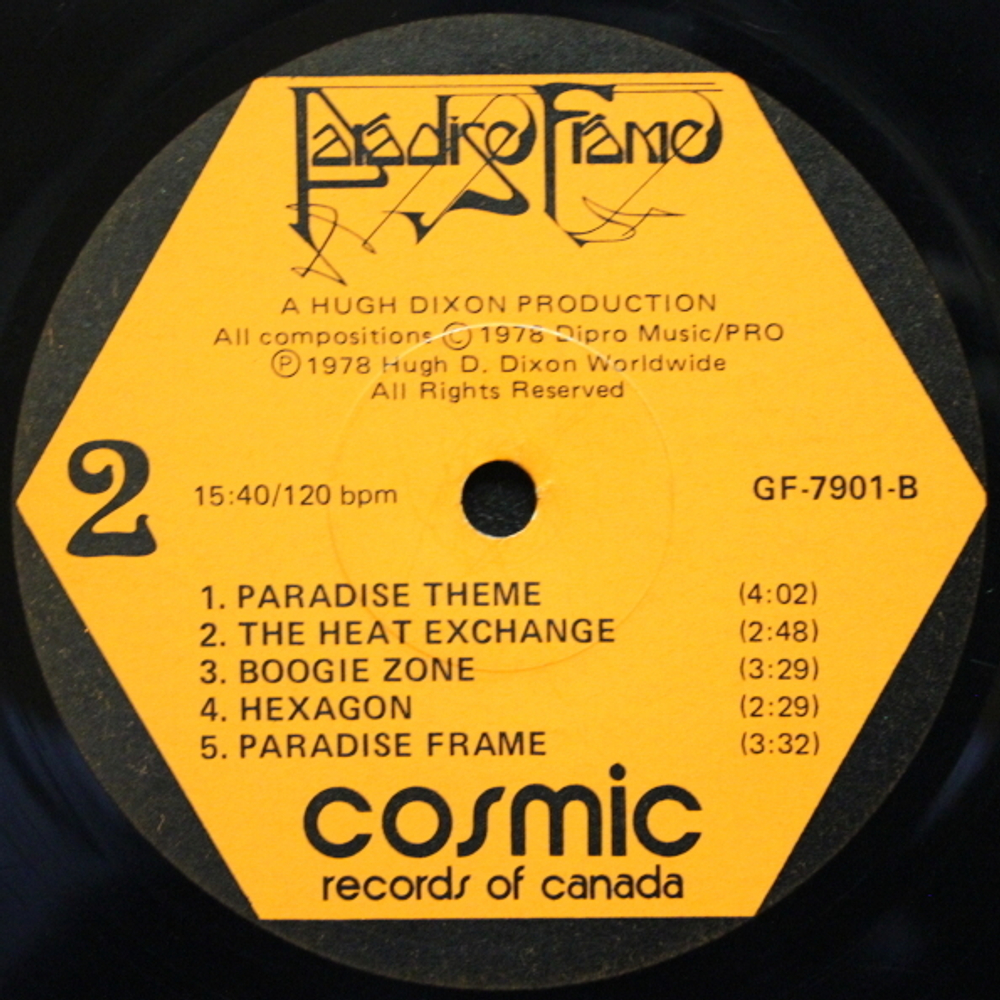 Paradise Frame
A HUGH DIXON PRODUCTION
All compositions © 1978 Dipro Music/PRO
℗ 1978 Hugh D. Dixon Worldwide
All Rights Reserved
2
15:40/120 bpm
GF-7901-B
1. PARADISE THEME (4:02)
2. THE HEAT EXCHANGE (2:48)
3. BOOGIE ZONE (3:29)
4. HEXAGON (2:29)
5. PARADISE FRAME (3:32)
cosmic
records of canada